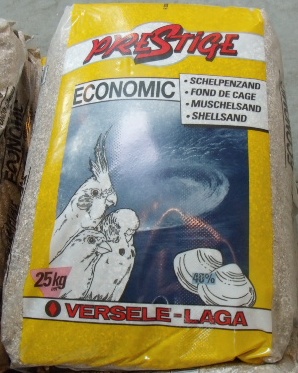 PRESTIGE
ECONOMIC
• SCHELPENZAND
• FOND DE CAGE
• MUSCHELSAND
• SHELLSAND
25kg
VERSELE-LAGA